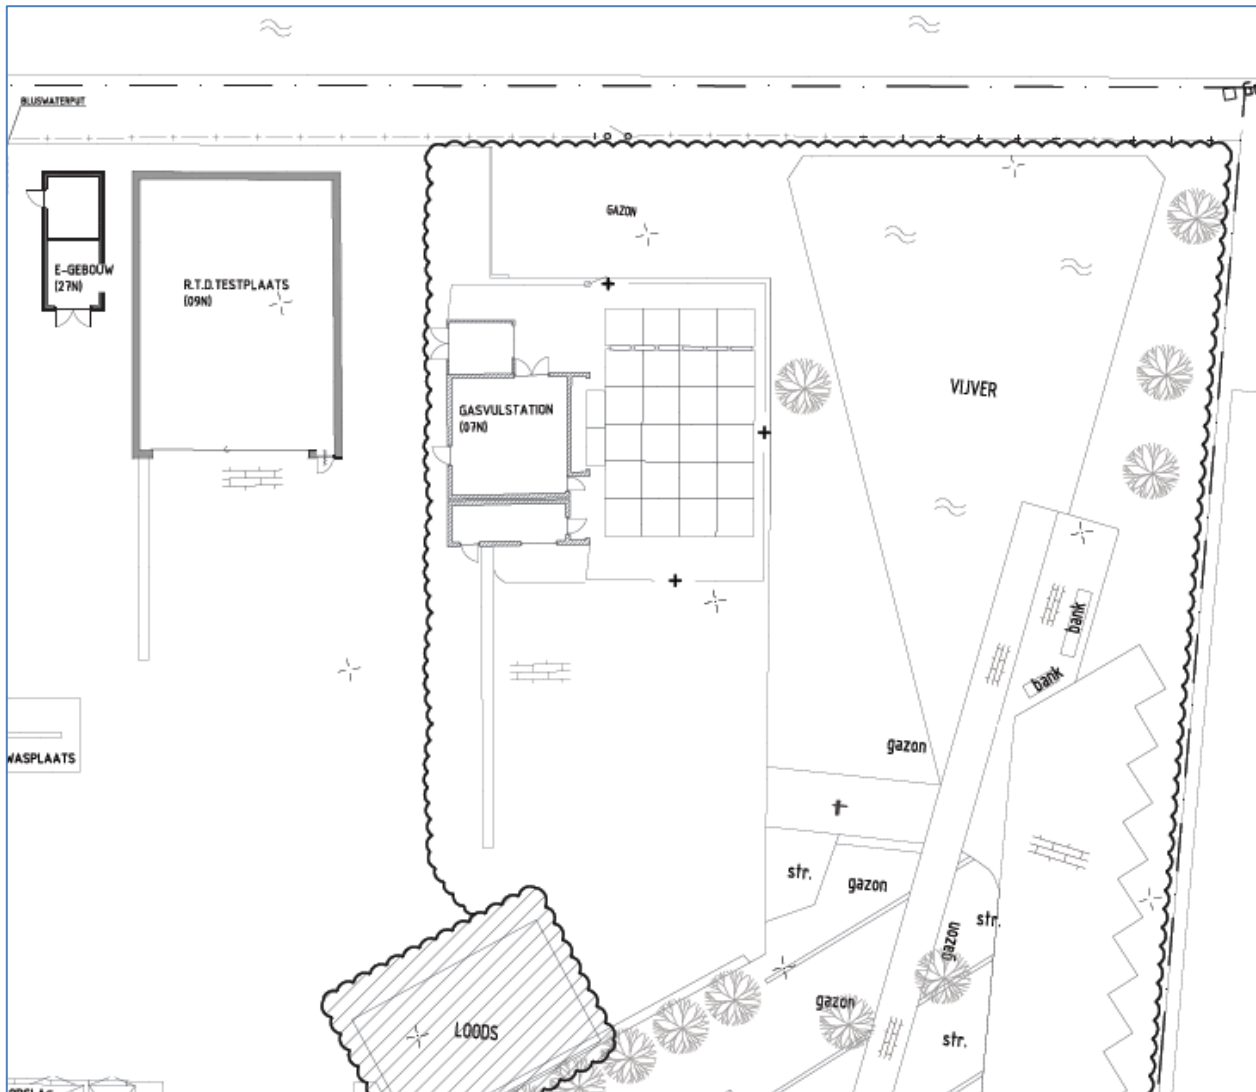 BLUSWATERPUT
GAZON
E-GEBOUW
(27N)
R.T.D.TESTPLAATS
(09N)
GASVULSTATION
(07N)
VIJVER
bank
bank
gazon
WASPLAATS
str.
gazon
str.
gazon
gazon
LOODS
str.